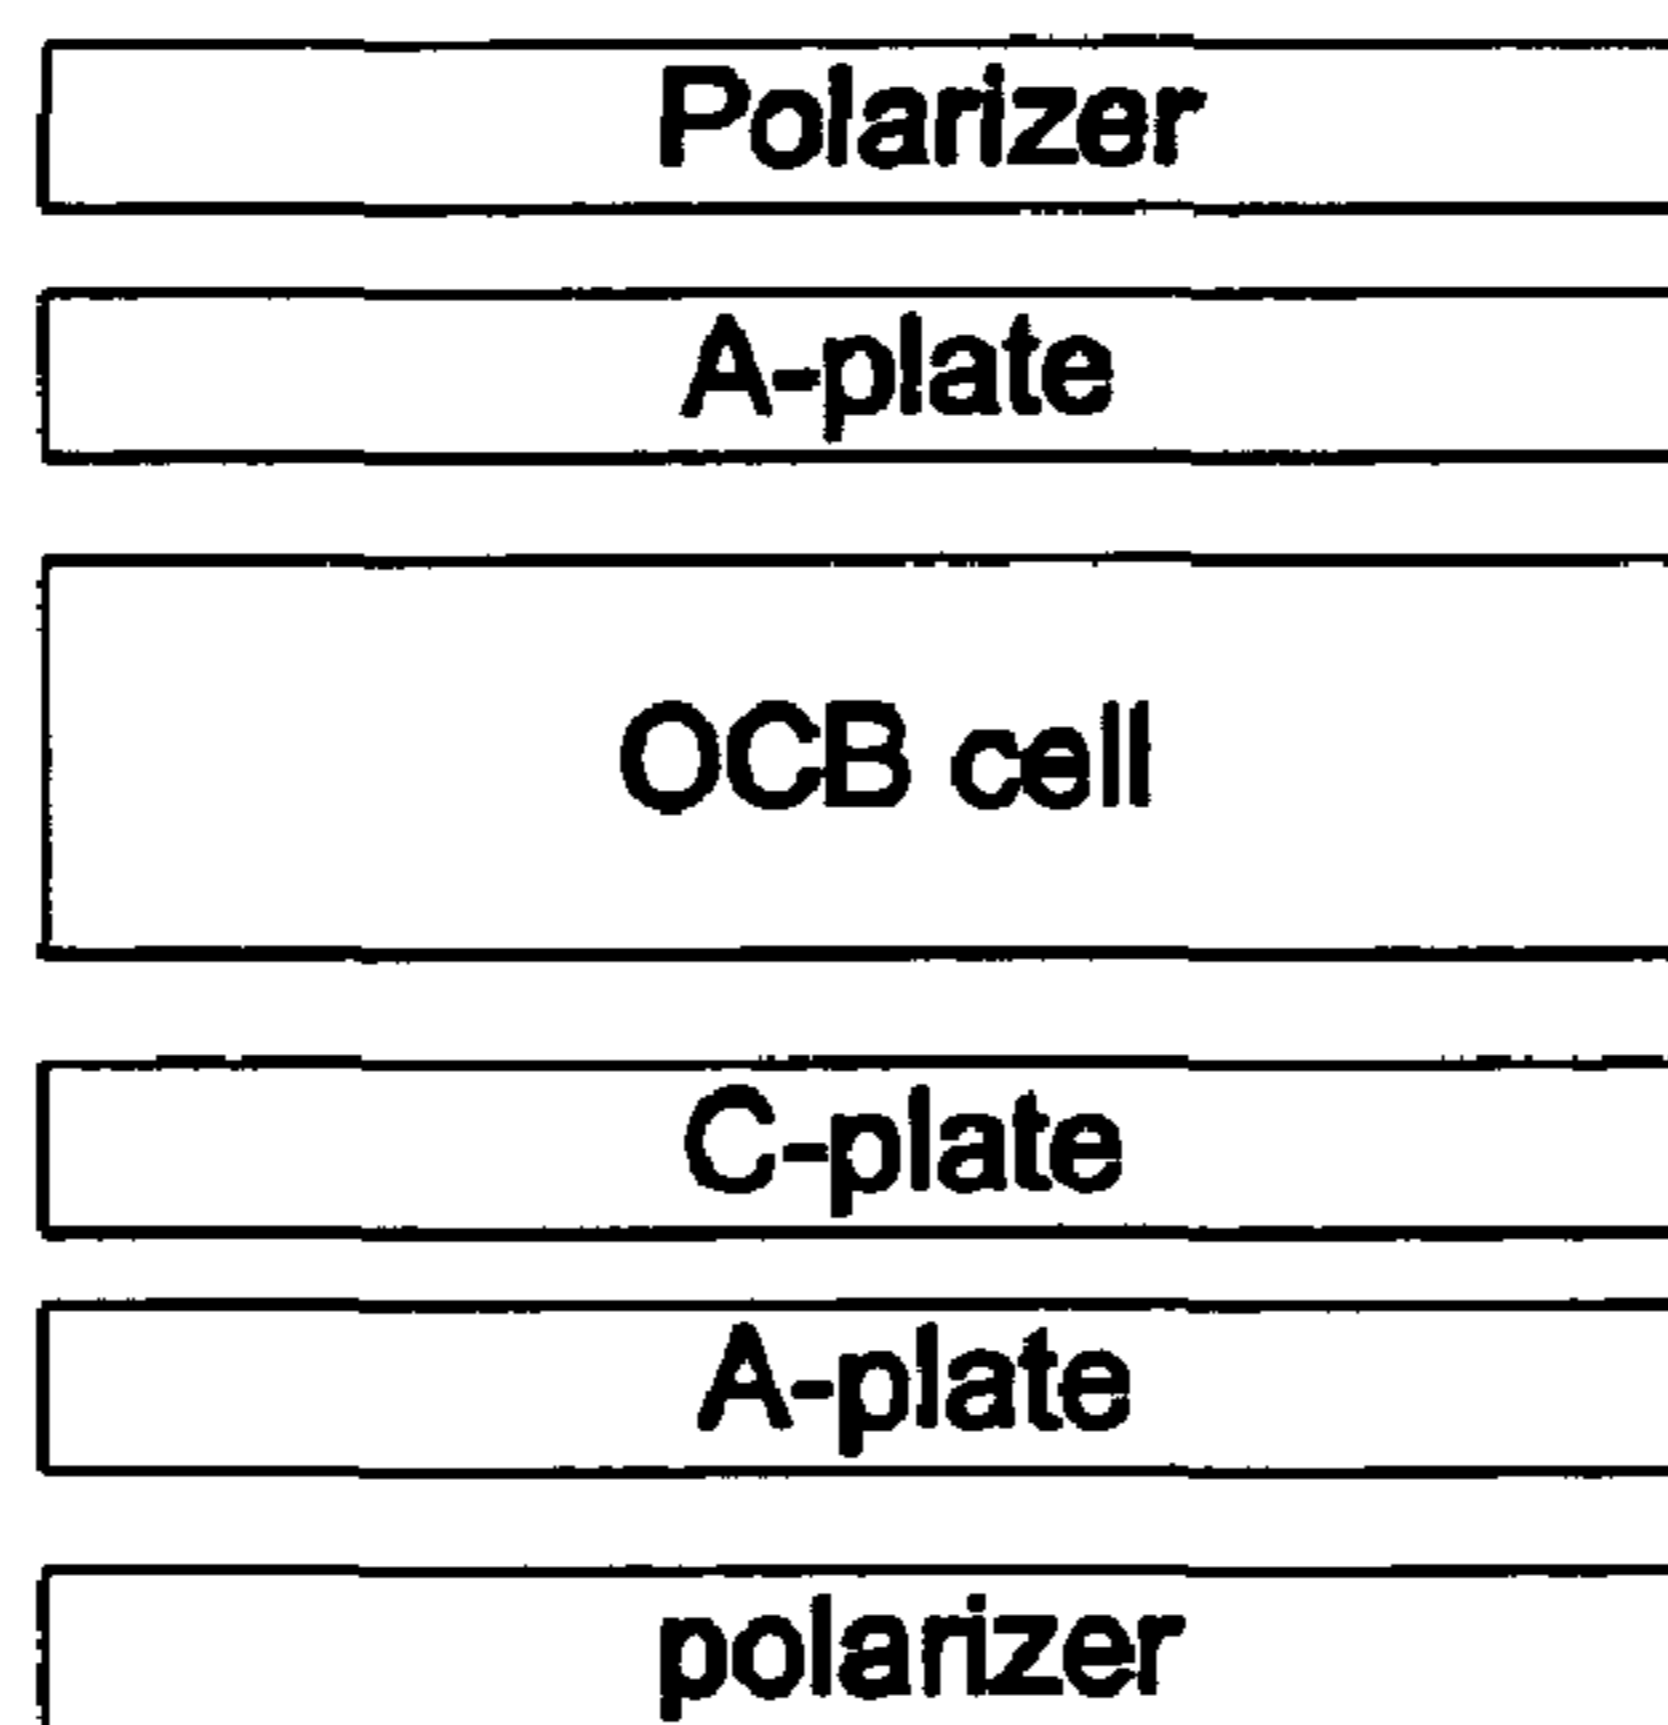 Polarizer
A-plate
OCB cell
C-plate
A-plate
polarizer